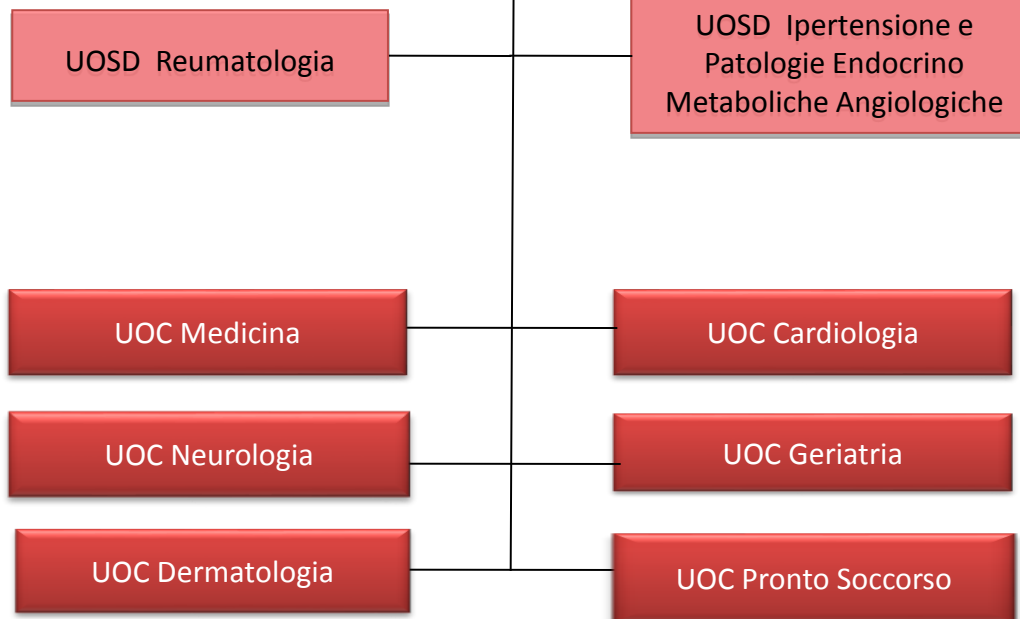 UOSD  Reumatologia
UOSD  Ipertensione e
Patologie Endocrino
Metaboliche Angiologiche
UOC Medicina
UOC Cardiologia
UOC Neurologia
UOC Geriatria
UOC Dermatologia
UOC Pronto Soccorso